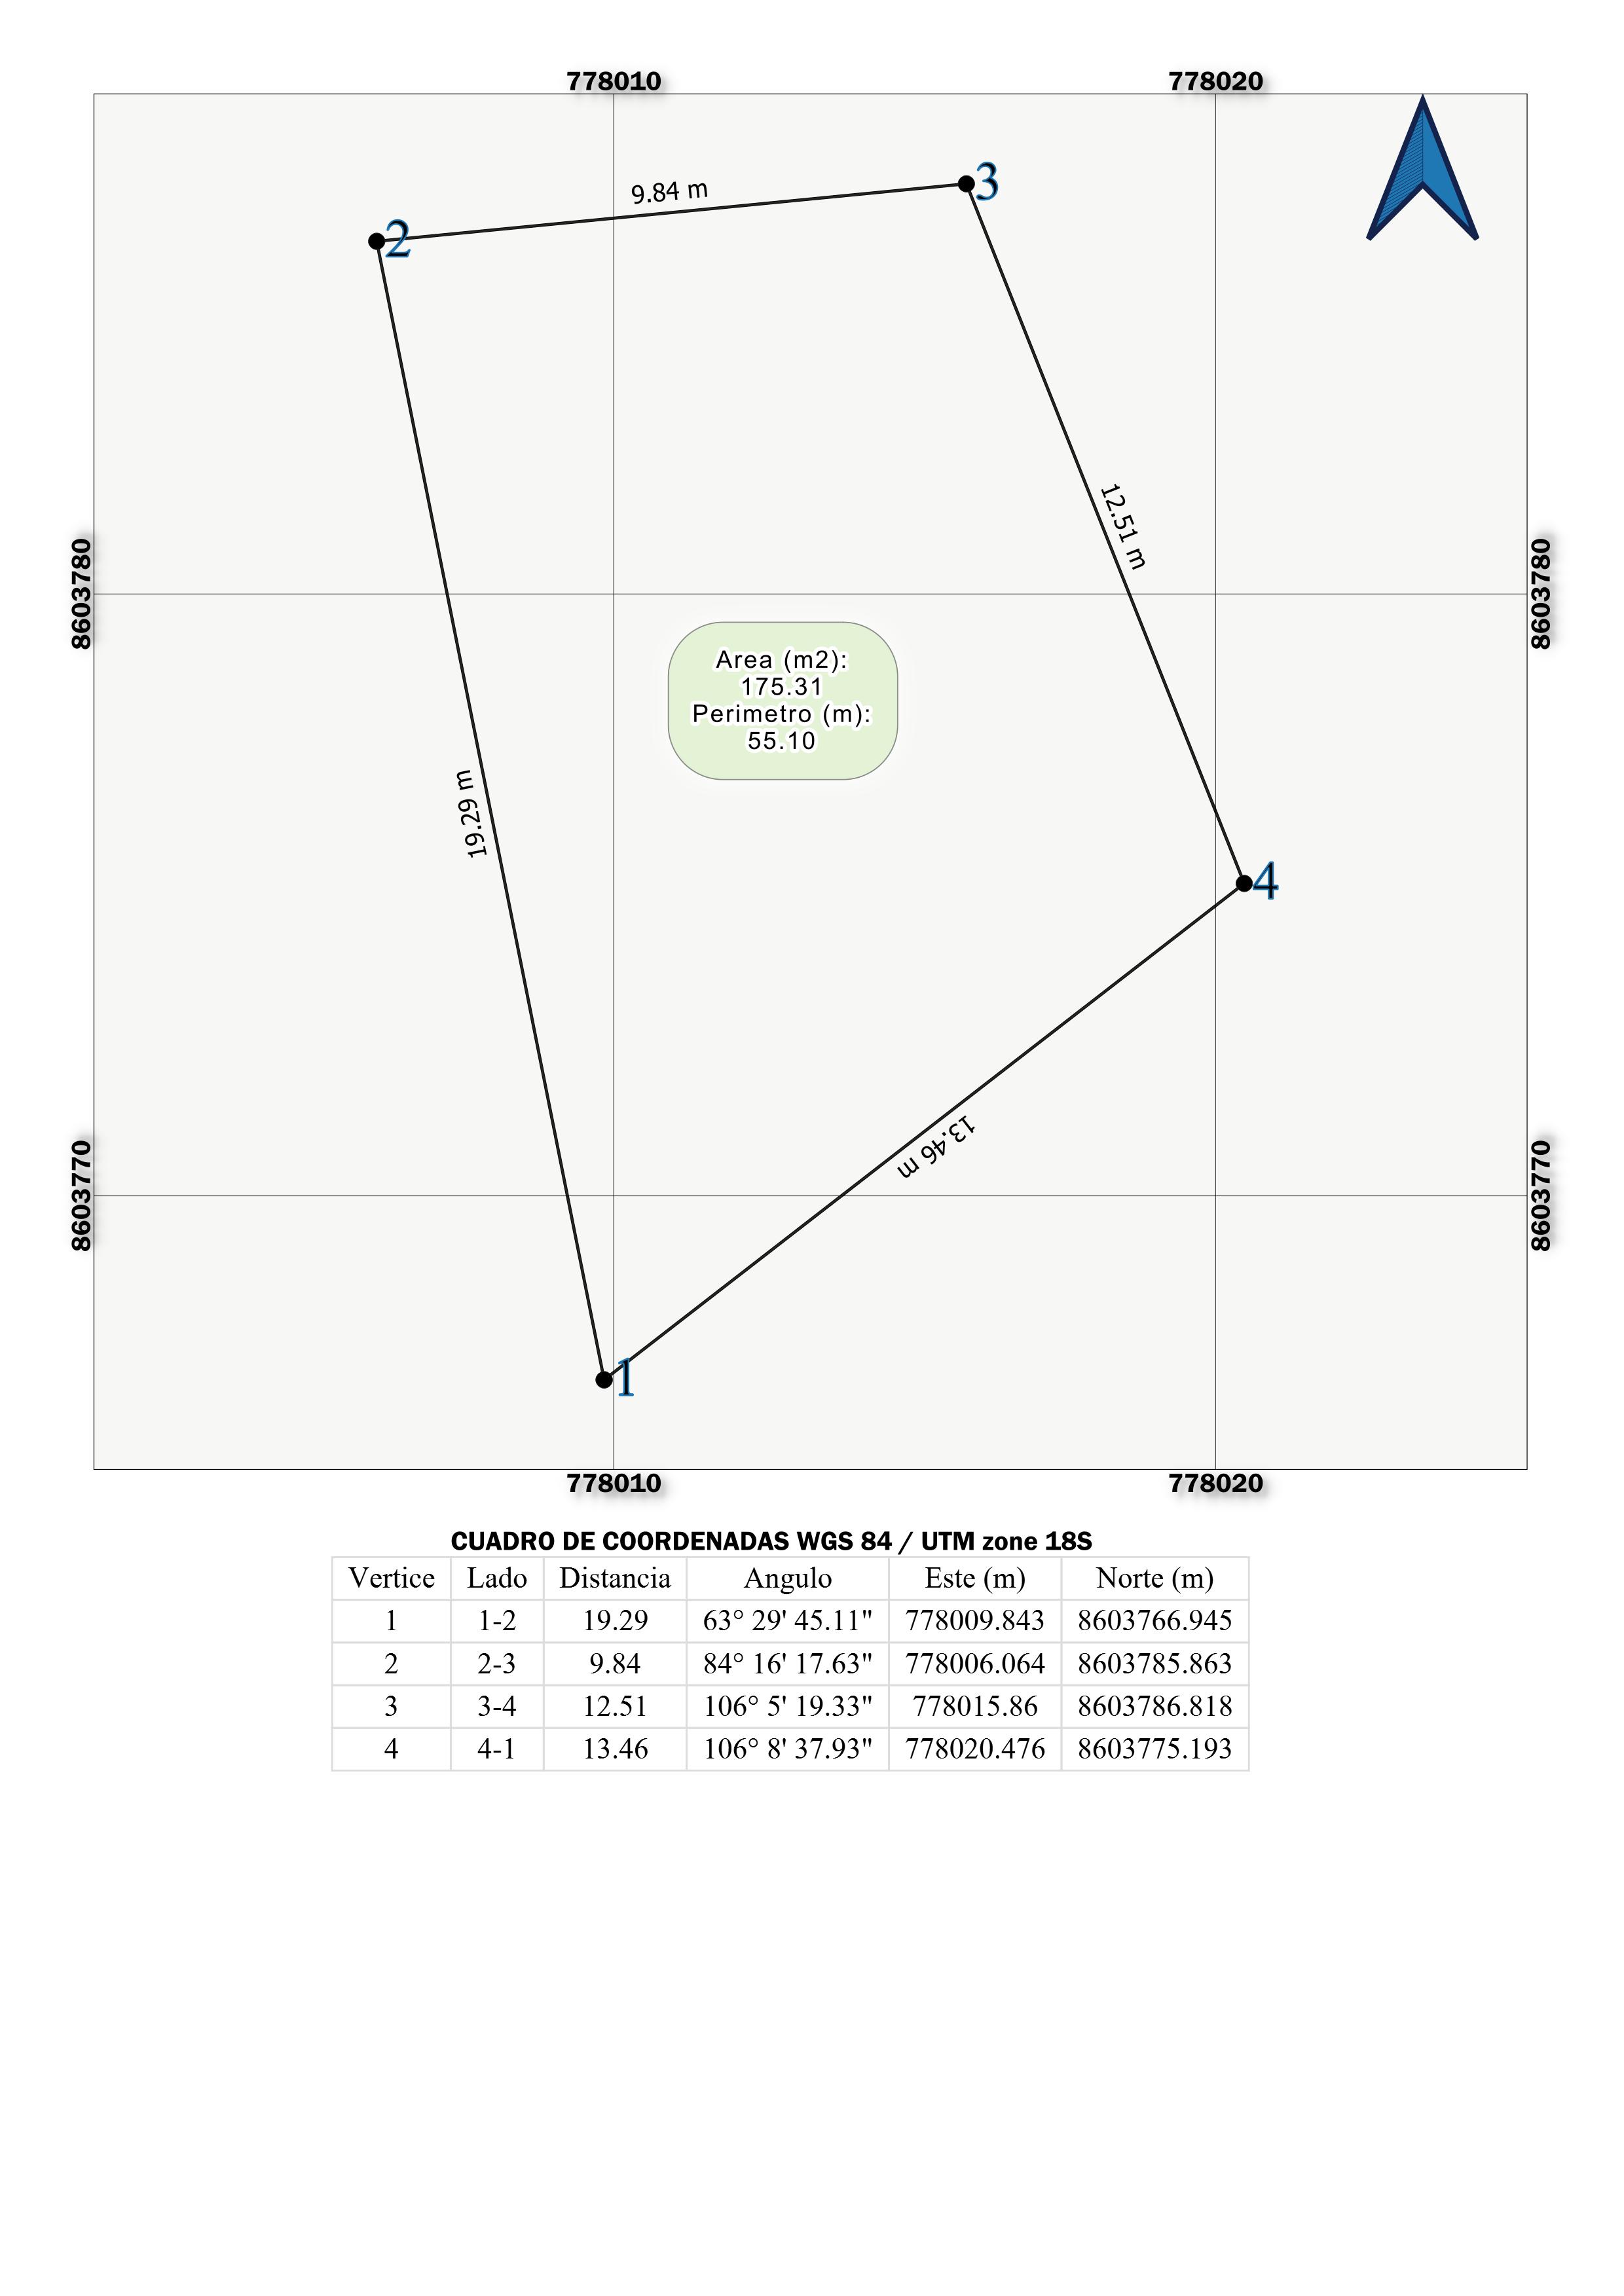 778010 778020
3
9.84 m
2
12.51 m
8603780 8603780
Area (m2):
175.31
Perimetro (m):
55.10
19.29 m
4
13.46 m
8603770 8603770
1
778010 778020
CUADRO DE COORDENADAS WGS 84 / UTM zone 18S
Vertice Lado Distancia Angulo Este (m) Norte (m)
1 1-2 19.29 63° 29' 45.11" 778009.843 8603766.945
2 2-3 9.84 84° 16' 17.63" 778006.064 8603785.863
3 3-4 12.51 106° 5' 19.33" 778015.86 8603786.818
4 4-1 13.46 106° 8' 37.93" 778020.476 8603775.193